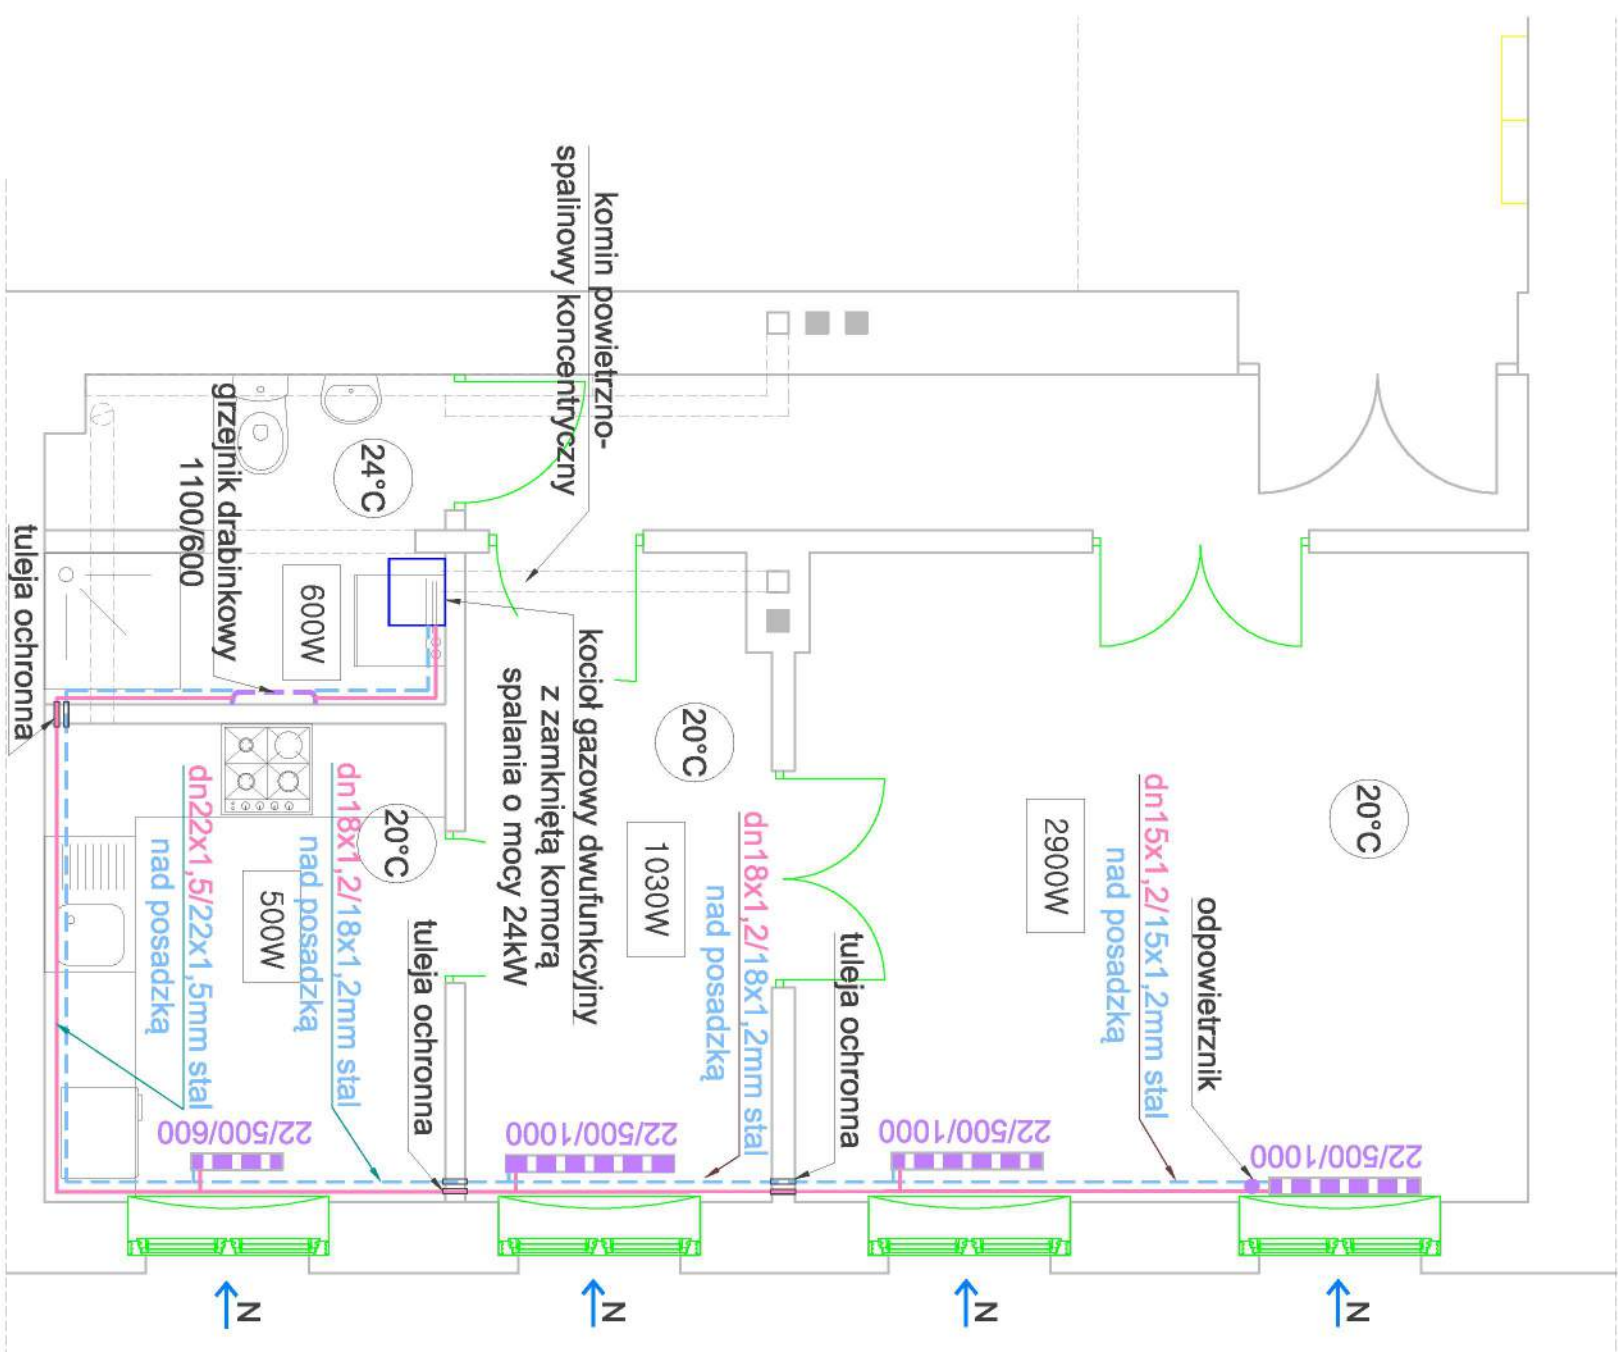 komin powietrzno-
spalinowy koncentryczny
grzejnik drabinkowy
1100/600
24°C
600W
tuleja ochronna
kocioł gazowy dwufunkcyjny
z zamkniętą komorą
spalania o mocy 24kW
20°C
1030W
dn18x1,2/18x1,2mm stal
nad posadzką
20°C
2900W
dn15x1,2/15x1,2mm stal
nad posadzką
odpowietrznik
tuleja ochronna
20°C
500W
dn18x1,2/18x1,2mm stal
nad posadzką
dn22x1,5/22x1,5mm stal
nad posadzką
tuleja ochronna
22/500/600
22/500/1000
22/500/1000
22/500/1000
N
N
N
N